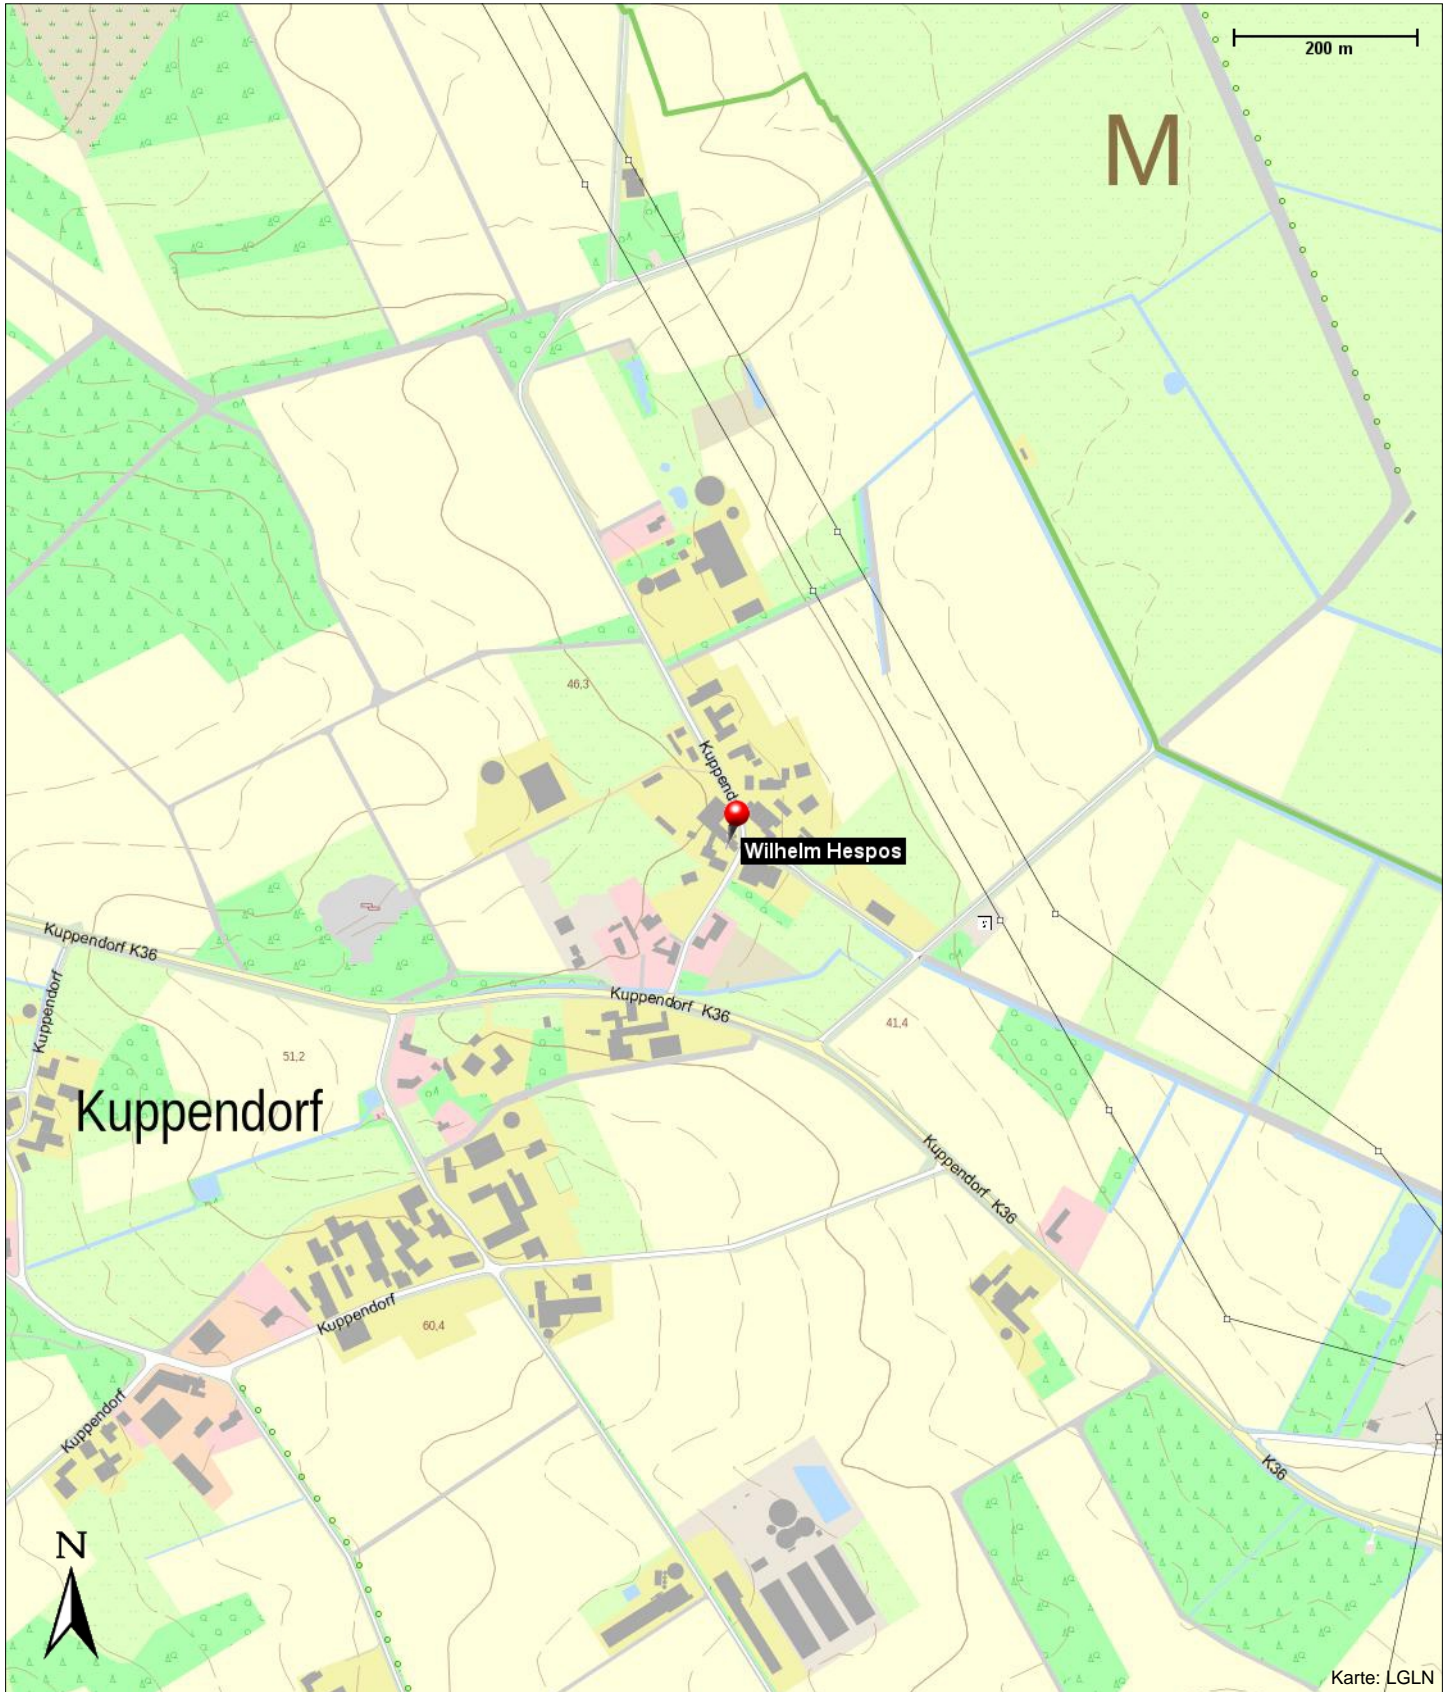 200 m
M
46,3
Kuppend
Wilhelm Hespos
Kuppendorf K36
Kuppendorf
Kuppendorf K36
41,4
51,2
Kuppendorf
Kuppendorf K36
Kuppendorf
60,4
Kuppendorf
K36
N
Karte: LGLN